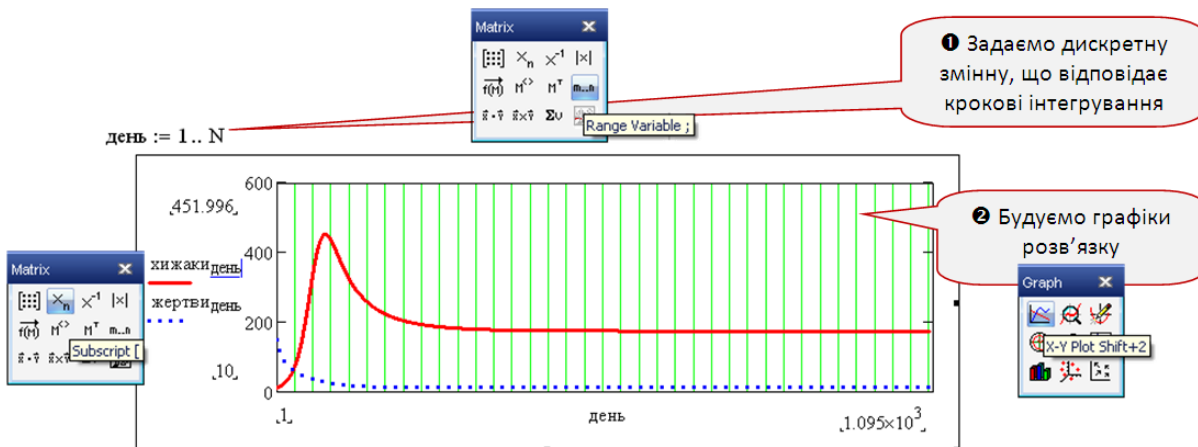 Matrix
Range Variable ;
❶ Задаємо дискретну
змінну, що відповідає
крокові інтегрування
день := 1 .. N
600
451.996
400
хижаки день
жертви день
200
10
0
1
день
1.095×10³
❷ Будуємо графіки
розв’язку
Matrix
Subscript [
Graph
X-Y Plot Shift+2